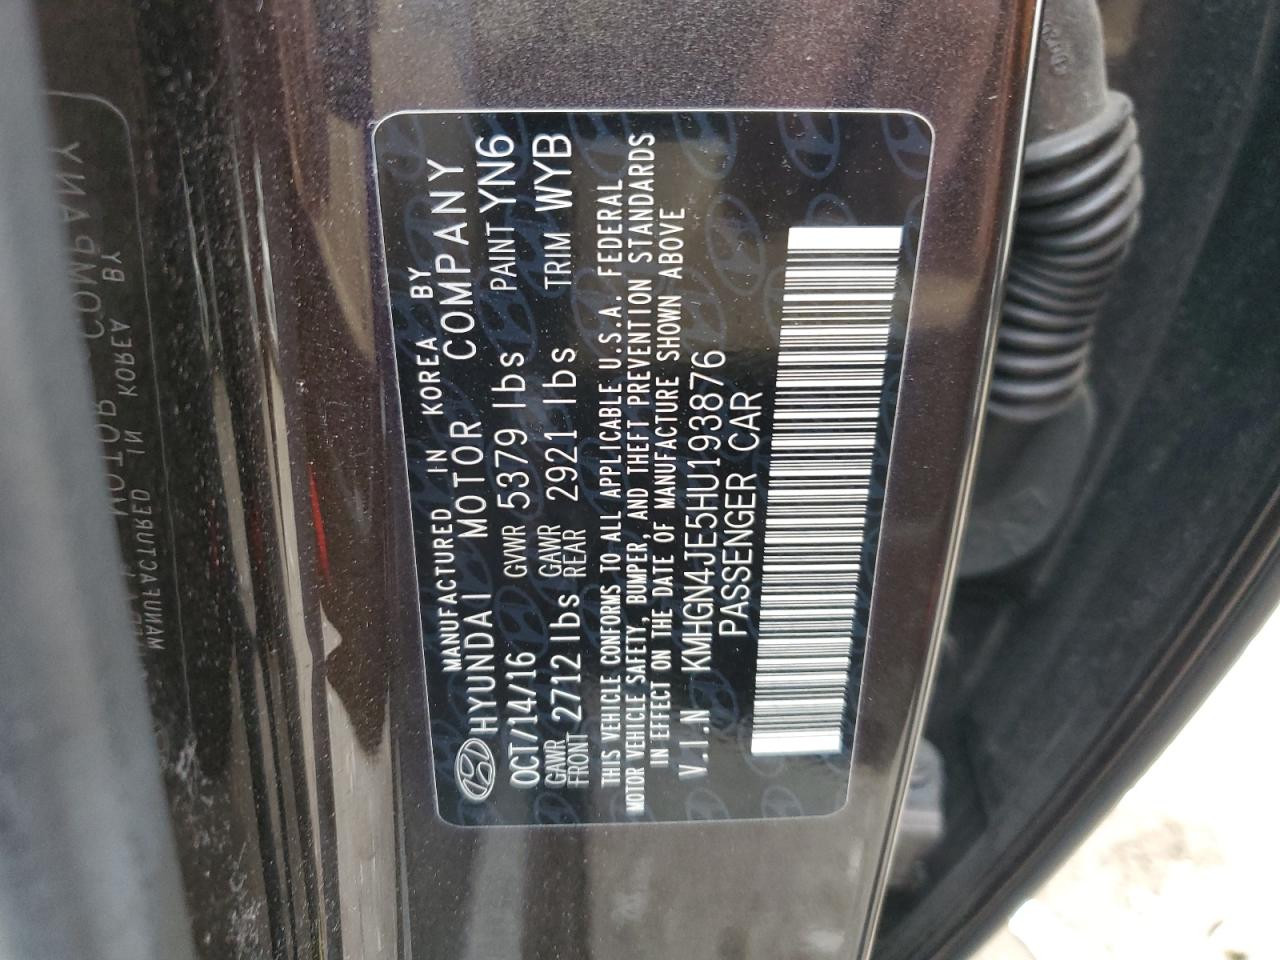 MANUFACTURED IN KOREA BY
HYUNDAI MOTOR COMPANY
OCT/14/16 GVWR 5379 lbs PAINT YN6
GAWR FRONT 2712 lbs GAWR REAR 2921 lbs TRIM WYB
THIS VEHICLE CONFORMS TO ALL APPLICABLE U.S.A. FEDERAL
MOTOR VEHICLE SAFETY, BUMPER, AND THEFT PREVENTION STANDARDS
IN EFFECT ON THE DATE OF MANUFACTURE SHOWN ABOVE
V.I.N KMHGN4JE5HU193876
PASSENGER CAR